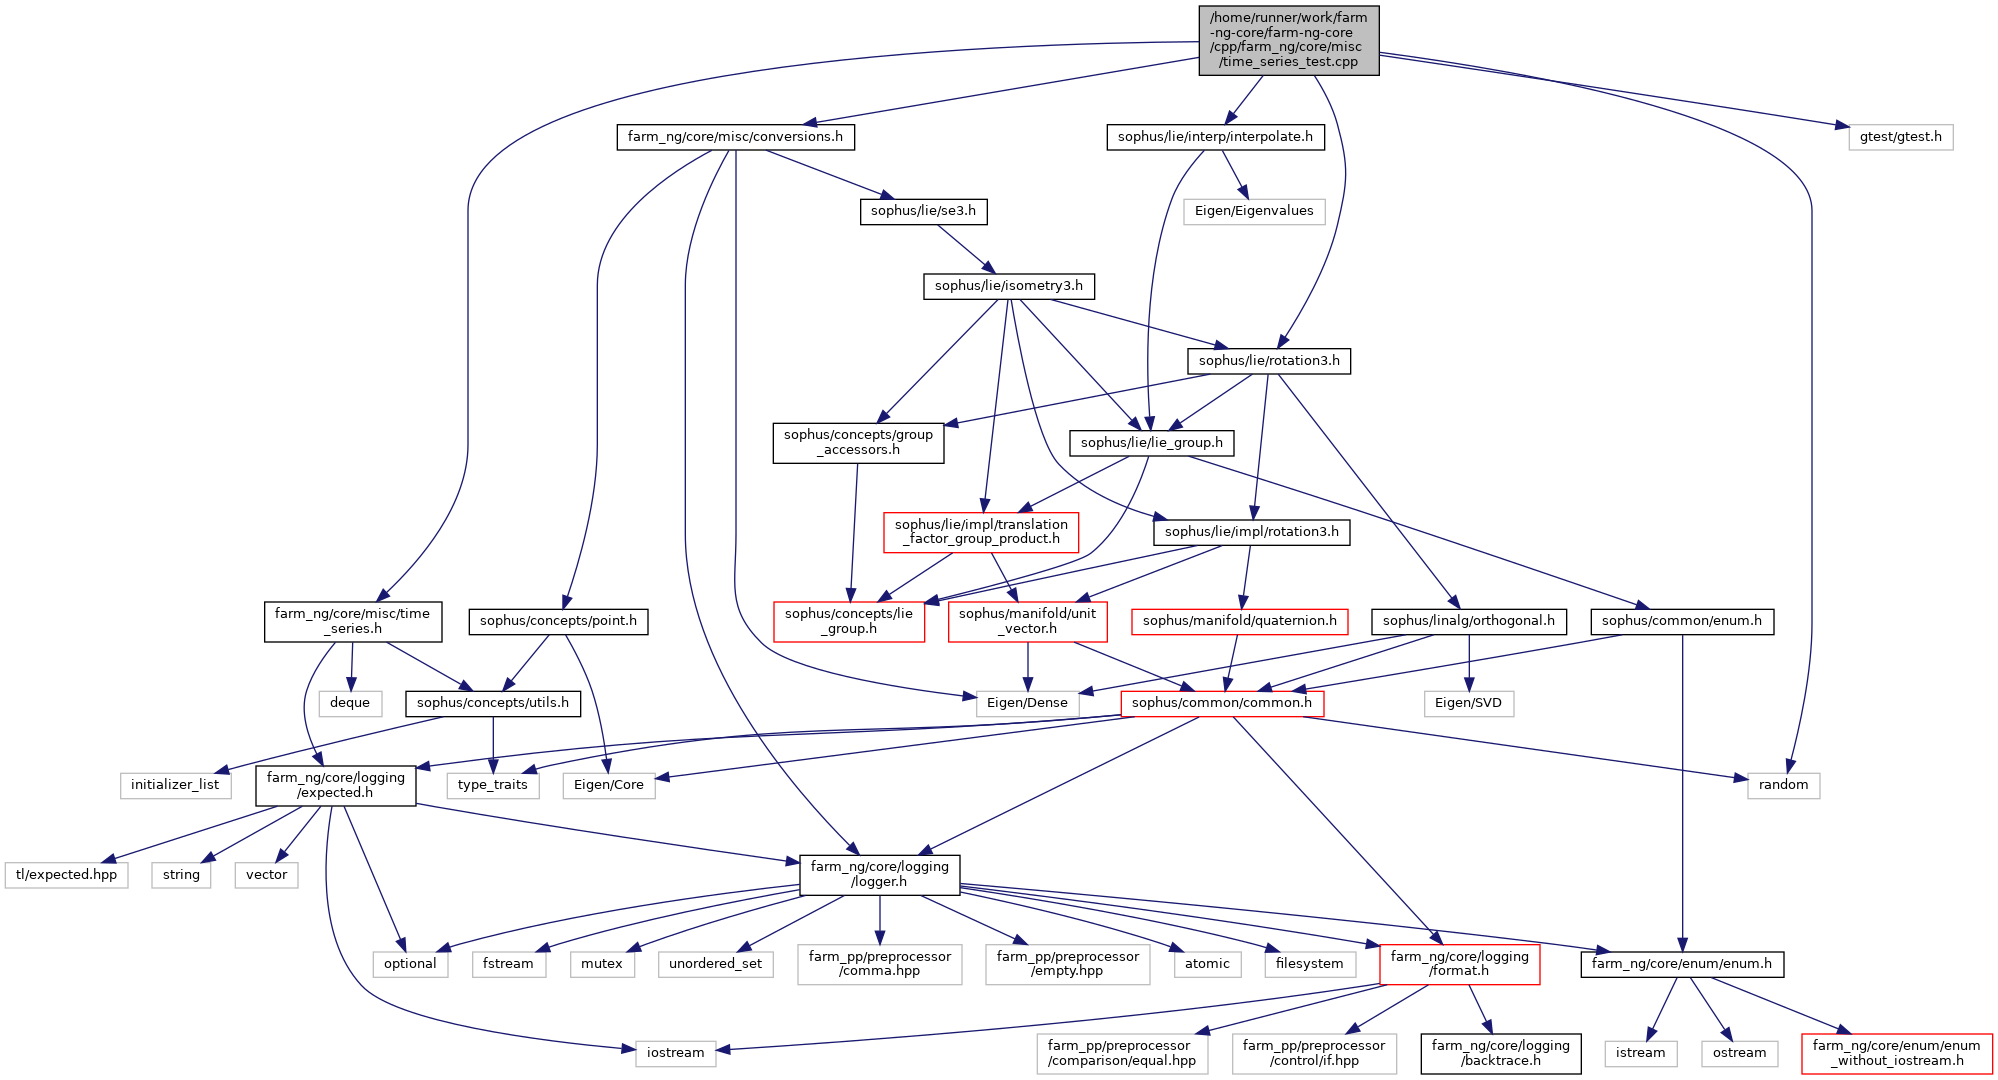 /home/runner/work/farm
-ng-core/farm-ng-core
/cpp/farm_ng/core/misc
/time_series_test.cpp
farm_ng/core/misc/conversions.h
sophus/lie/interp/interpolate.h
gtest/gtest.h
sophus/lie/se3.h
Eigen/Eigenvalues
sophus/lie/isometry3.h
sophus/lie/rotation3.h
sophus/concepts/group
_accessors.h
sophus/lie/lie_group.h
sophus/lie/impl/translation
_factor_group_product.h
sophus/lie/impl/rotation3.h
farm_ng/core/misc/time
_series.h
sophus/concepts/point.h
sophus/concepts/lie
_group.h
sophus/manifold/unit
_vector.h
sophus/manifold/quaternion.h
sophus/linalg/orthogonal.h
sophus/common/enum.h
deque
sophus/concepts/utils.h
Eigen/Dense
sophus/common/common.h
Eigen/SVD
initializer_list
farm_ng/core/logging
/expected.h
type_traits
Eigen/Core
random
tl/expected.hpp
string
vector
farm_ng/core/logging
/logger.h
optional
fstream
mutex
unordered_set
farm_pp/preprocessor
/comma.hpp
farm_pp/preprocessor
/empty.hpp
atomic
filesystem
farm_ng/core/logging
/format.h
farm_ng/core/enum/enum.h
iostream
farm_pp/preprocessor
/comparison/equal.hpp
farm_pp/preprocessor
/control/if.hpp
farm_ng/core/logging
/backtrace.h
istream
ostream
farm_ng/core/enum/enum
_without_iostream.h